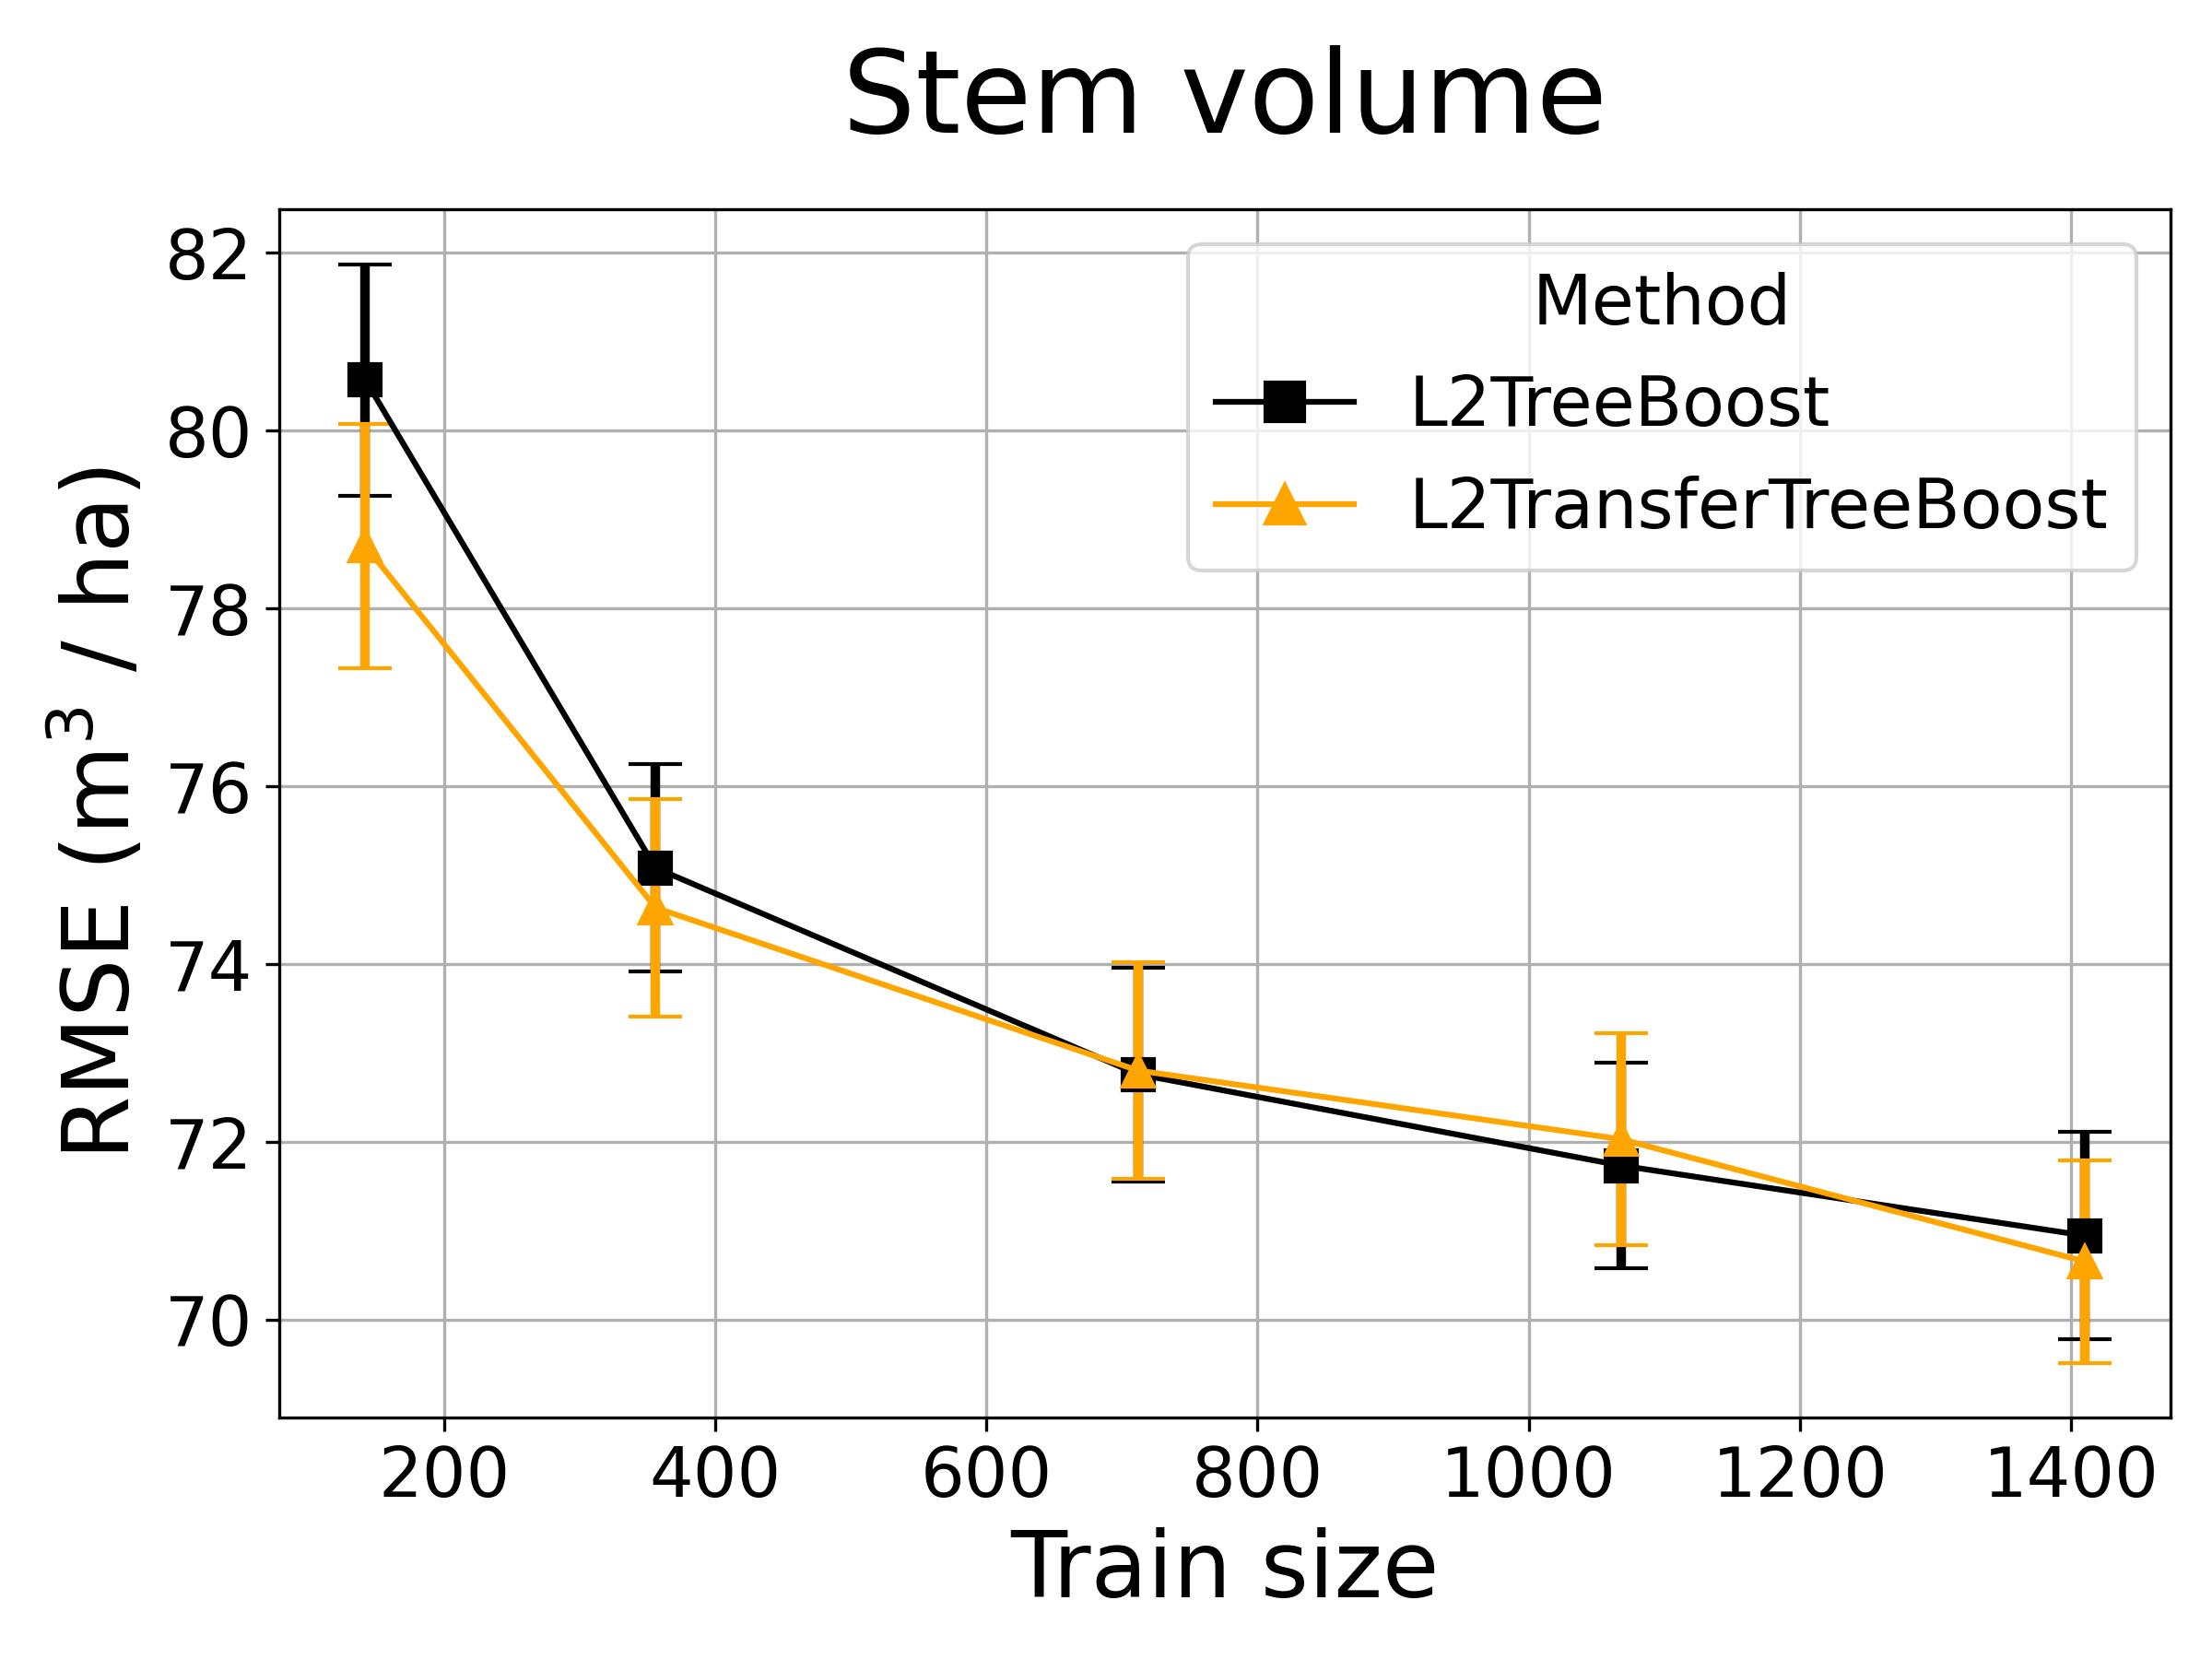 Stem volume
82
80
78
76
74
72
70
RMSE (m³ / ha)
Method
L2TreeBoost
L2TransferTreeBoost
200 400 600 800 1000 1200 1400
Train size